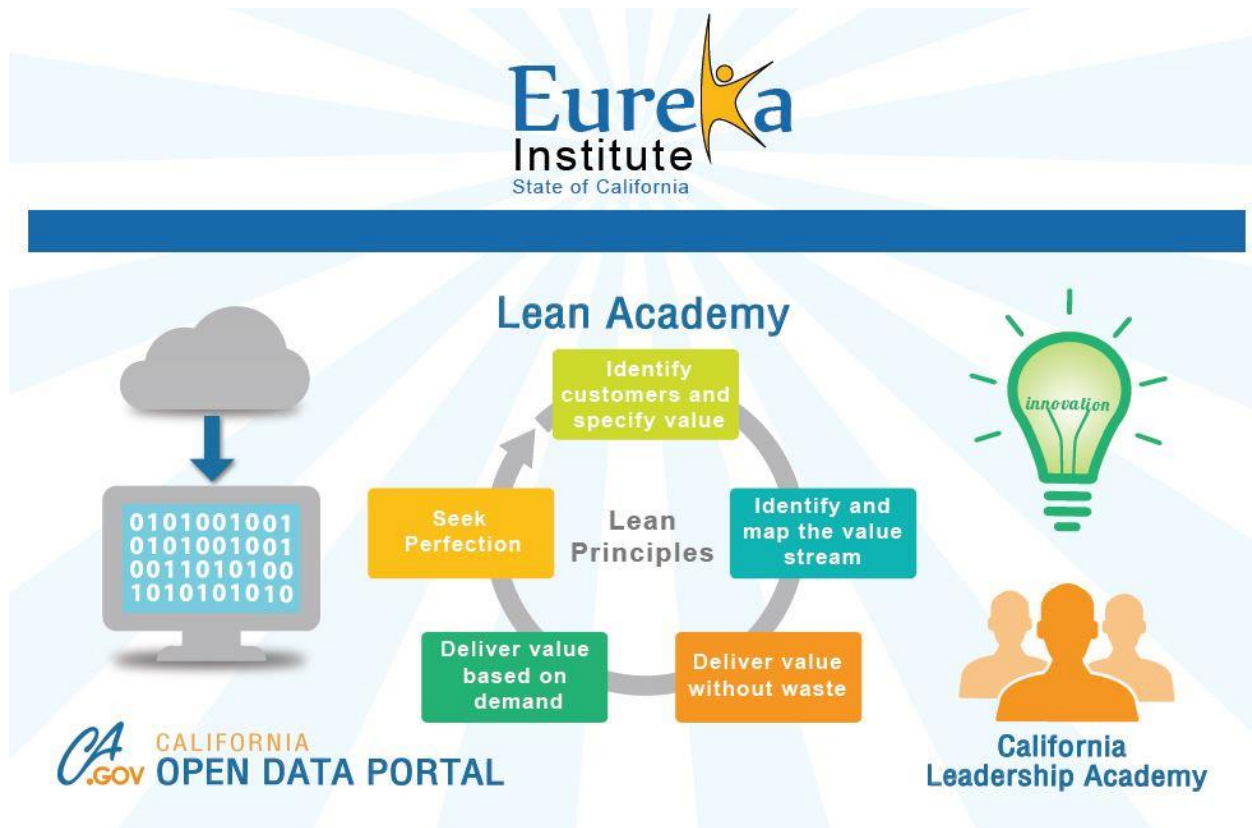 Eureka
Institute
State of California
Lean Academy
Identify
customers and
specify value
Identify and
map the value
stream
Deliver value
without waste
Deliver value
based on
demand
Seek
Perfection
Lean
Principles
0101001001
0101001001
0011010100
1010101010
innovation
CA
.GOV
CALIFORNIA
OPEN DATA PORTAL
California
Leadership Academy